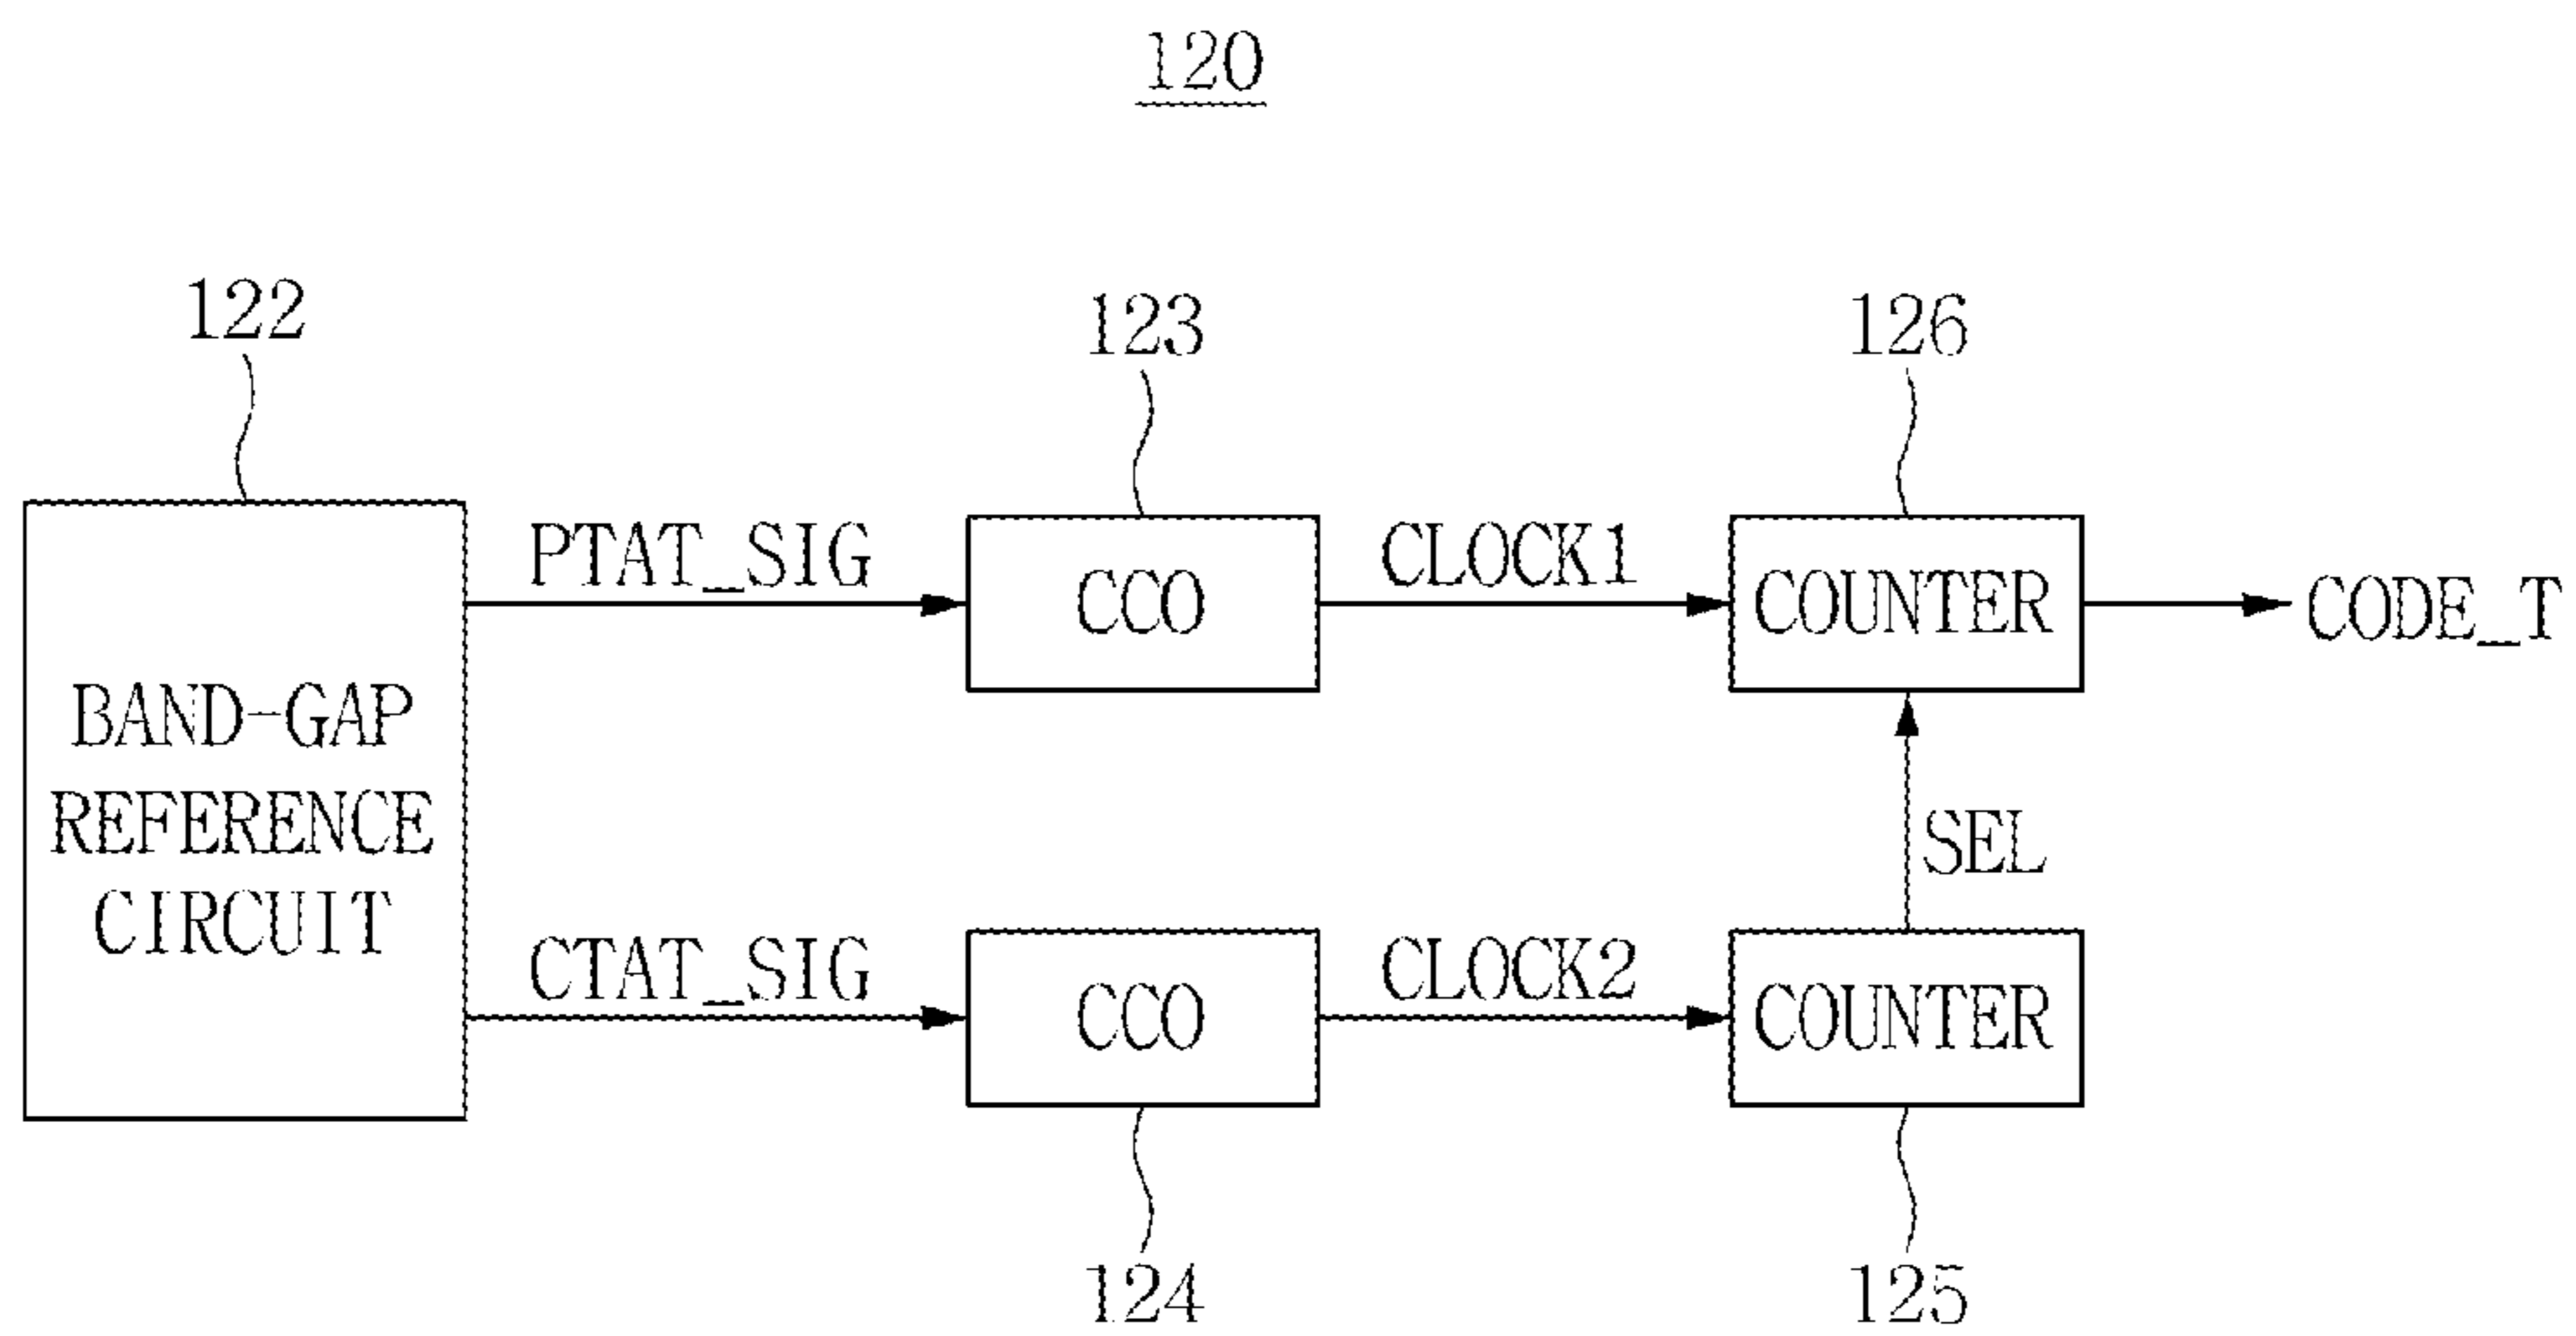 120
122
123
126
PTAT_SIG
CLOCK1
CCO
COUNTER
CODE_T
BAND-GAP
REFERENCE
CIRCUIT
SEL
CTAT_SIG
CLOCK2
CCO
COUNTER
124
125